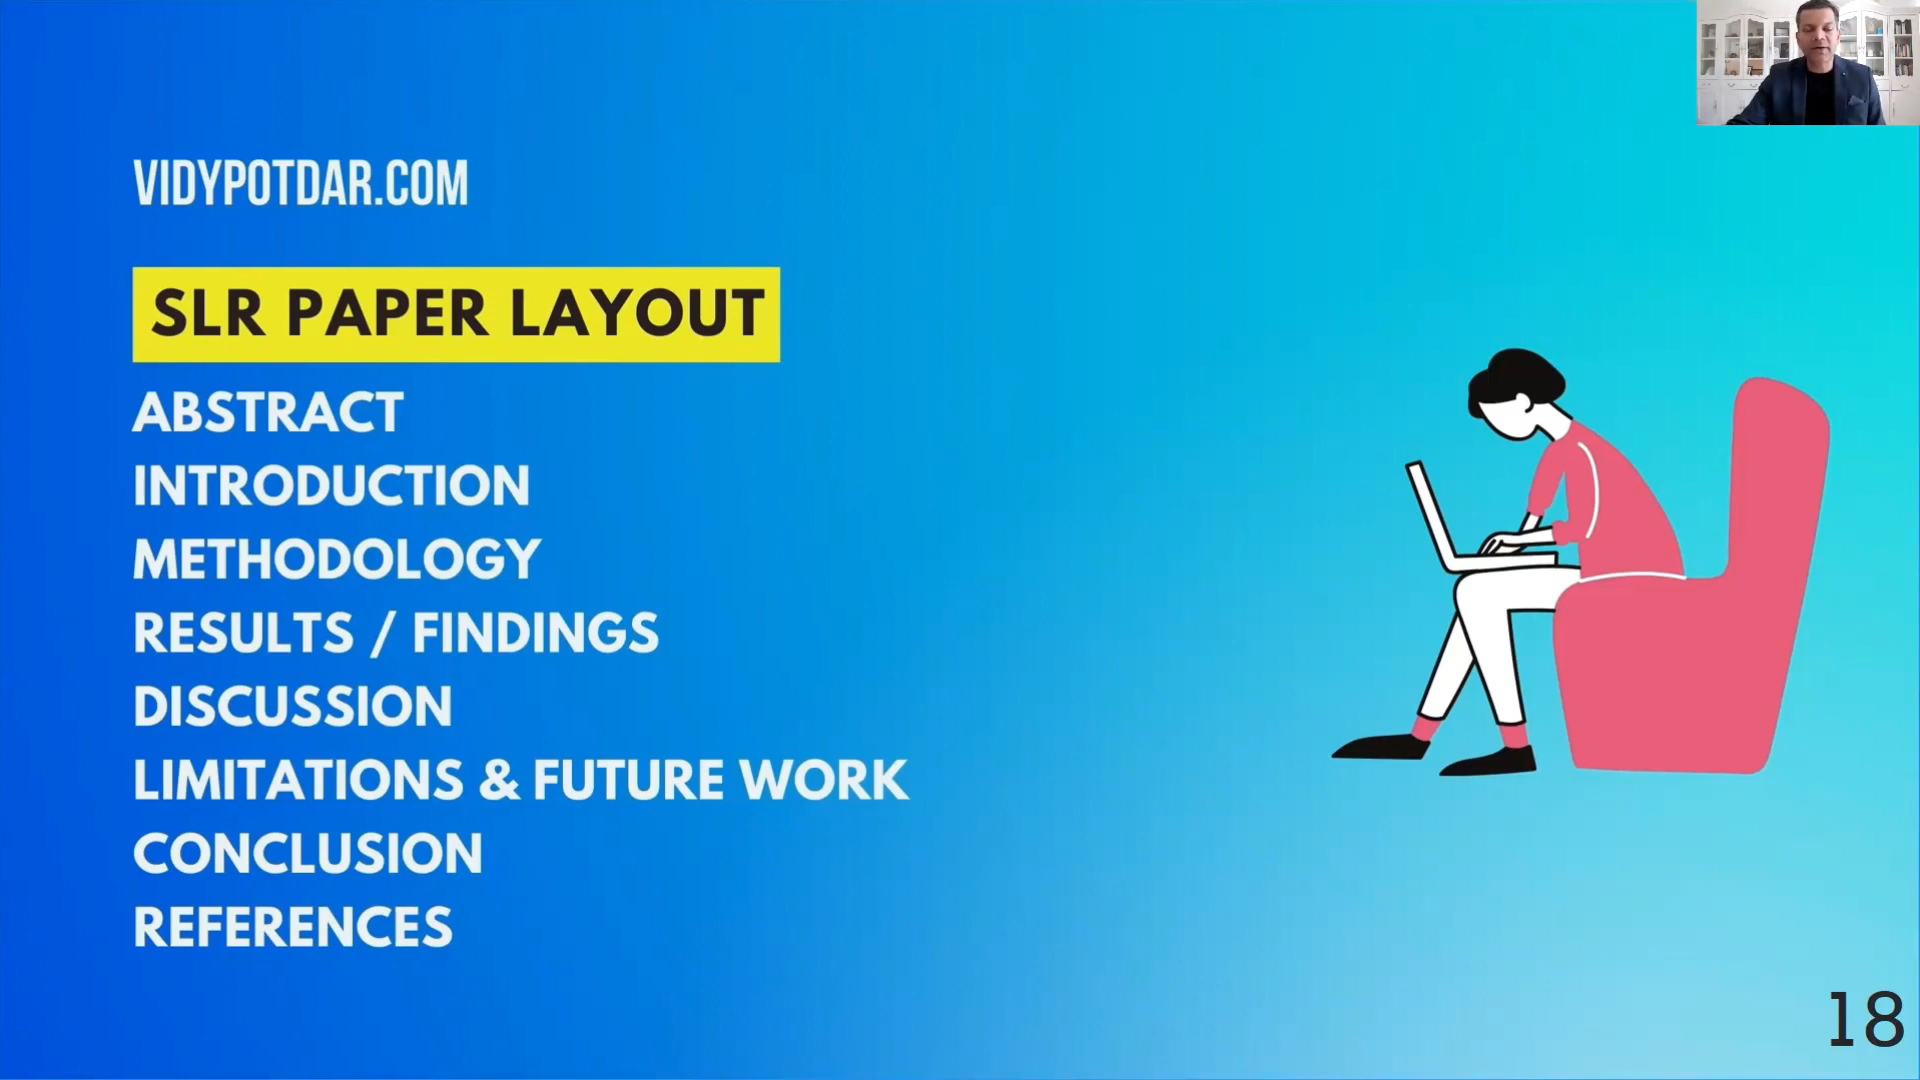 VIDYPOTDAR.COM
SLR PAPER LAYOUT
ABSTRACT
INTRODUCTION
METHODOLOGY
RESULTS / FINDINGS
DISCUSSION
LIMITATIONS & FUTURE WORK
CONCLUSION
REFERENCES
18